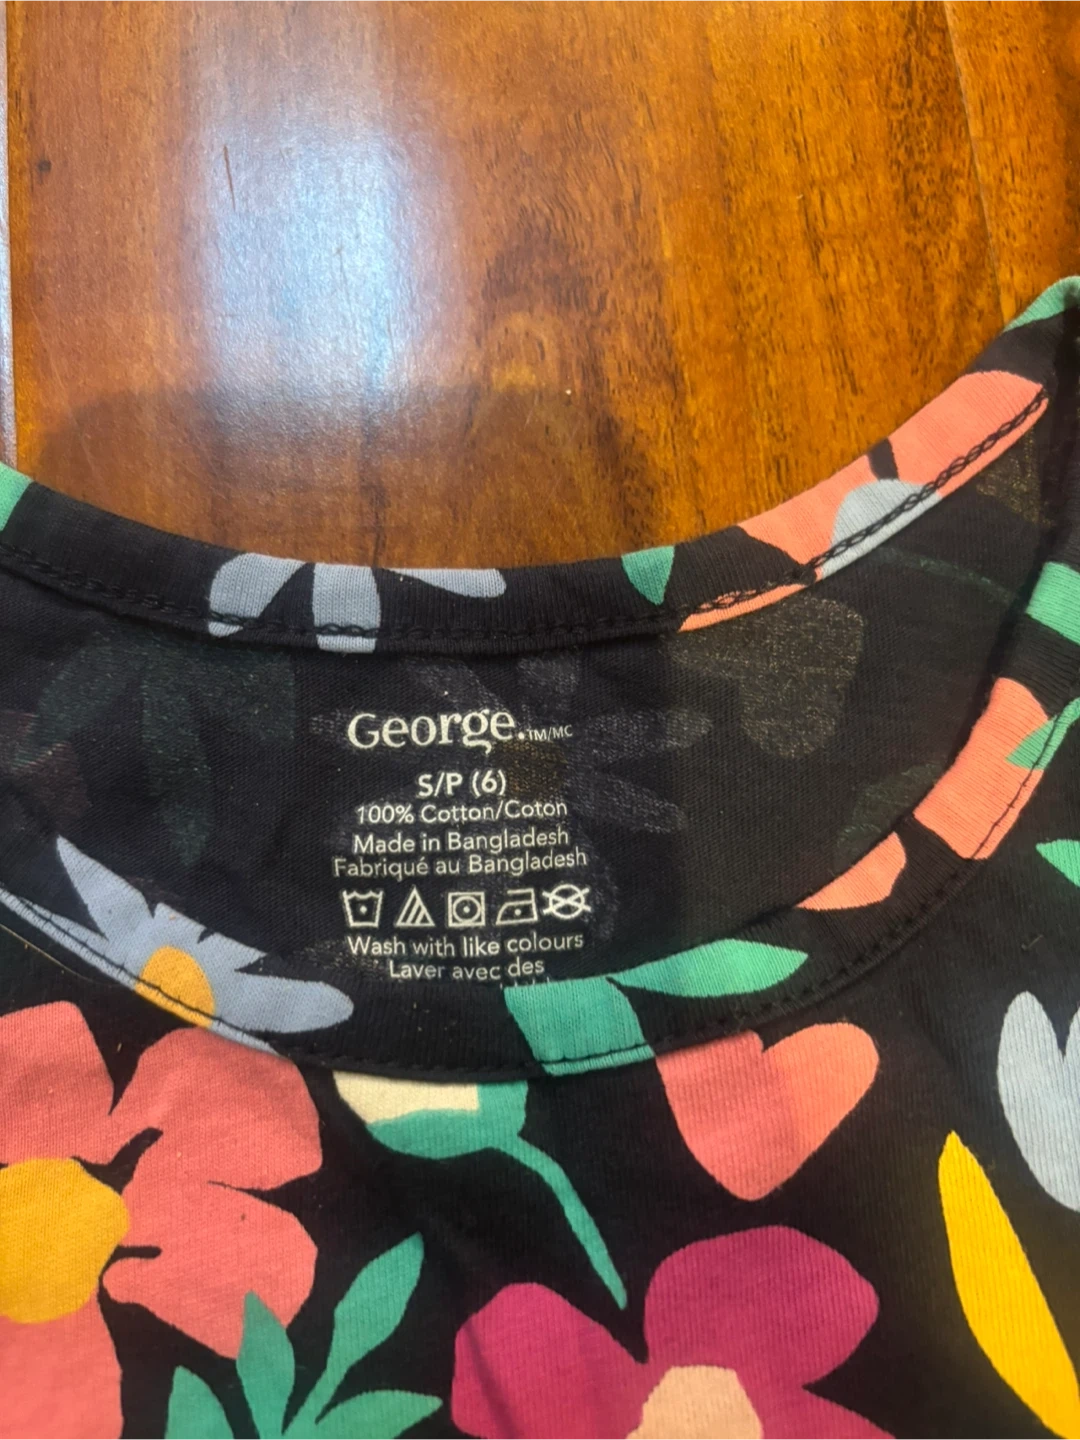 George.TM/MC
S/P (6)
100% Cotton/Coton
Made in Bangladesh
Fabriqué au Bangladesh
Wash with like colours
Laver avec des